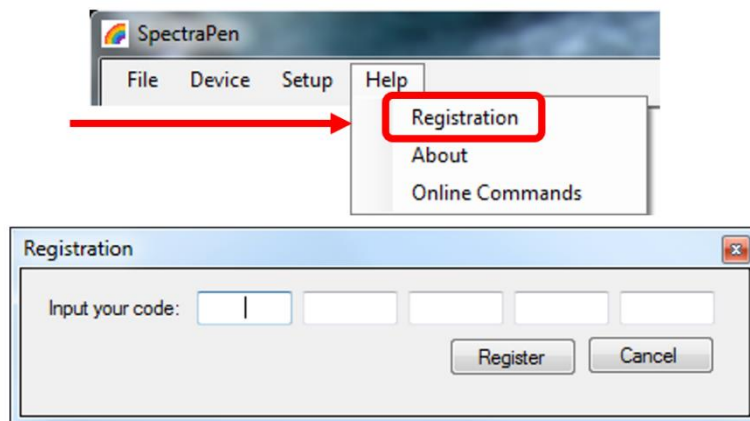 SpectraPen
File Device Setup Help
Registration
About
Online Commands
Registration
Input your code:
Register Cancel